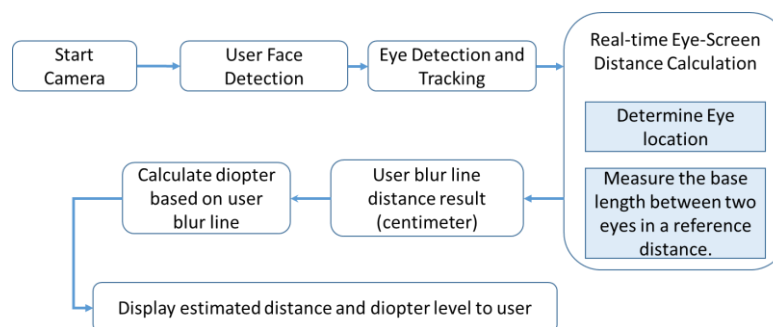 Start
Camera
User Face
Detection
Eye Detection and
Tracking
Real-time Eye-Screen
Distance Calculation
Determine Eye
location
Measure the base
length between two
eyes in a reference
distance.
User blur line
distance result
(centimeter)
Calculate diopter
based on user
blur line
Display estimated distance and diopter level to user